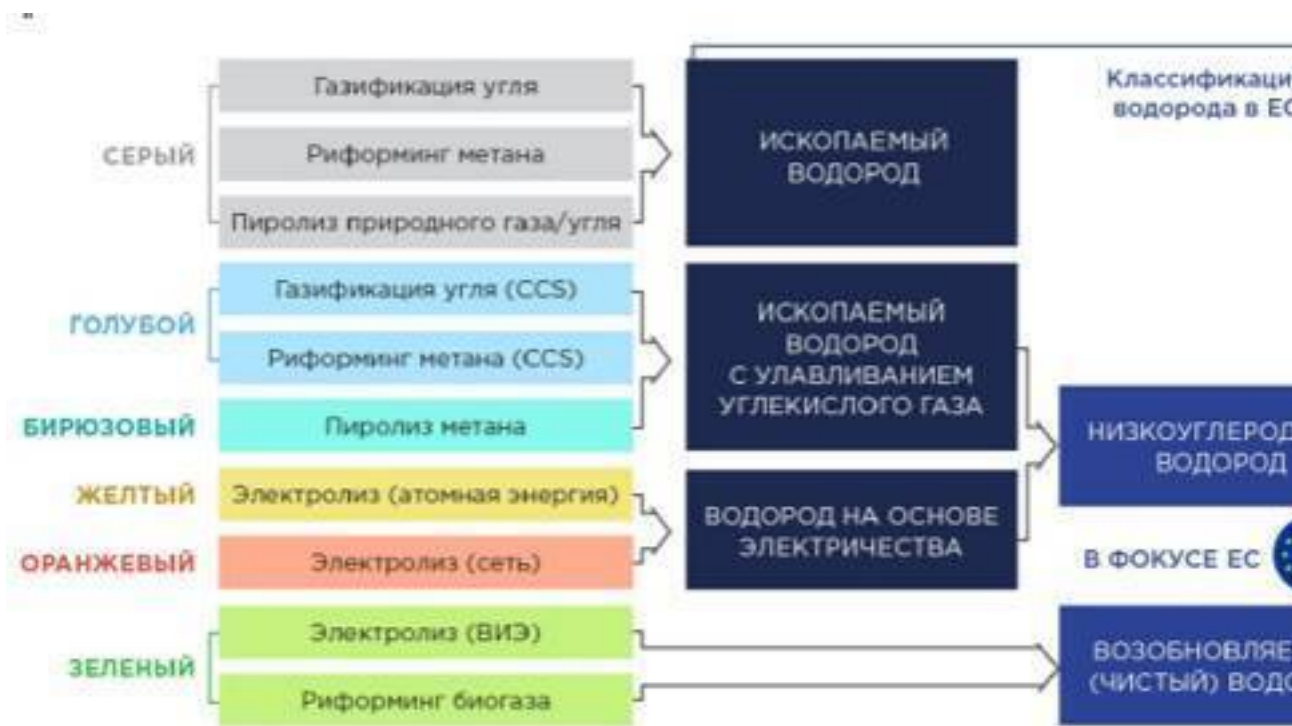 Классификаци
водорода в ЕС
СЕРЫЙ
Газификация угля
Риформинг метана
Пиролиз природного газа/угля
ИСКОПАЕМЫЙ
ВОДОРОД
ГОЛУБОЙ
Газификация угля (CCS)
Риформинг метана (CCS)
БИРЮЗОВЫЙ
Пиролиз метана
ИСКОПАЕМЫЙ
ВОДОРОД
С УЛАВЛИВАНИЕМ
УГЛЕКИСЛОГО ГАЗА
ЖЕЛТЫЙ
Электролиз (атомная энергия)
ОРАНЖЕВЫЙ
Электролиз (сеть)
ВОДОРОД НА ОСНОВЕ
ЭЛЕКТРИЧЕСТВА
НИЗКОУГЛЕРОД
ВОДОРОД
В ФОКУСЕ ЕС
ЗЕЛЕНЫЙ
Электролиз (ВИЭ)
Риформинг биогаза
ВОЗОБНОВЛЯЕ
(ЧИСТЫЙ) ВОДО